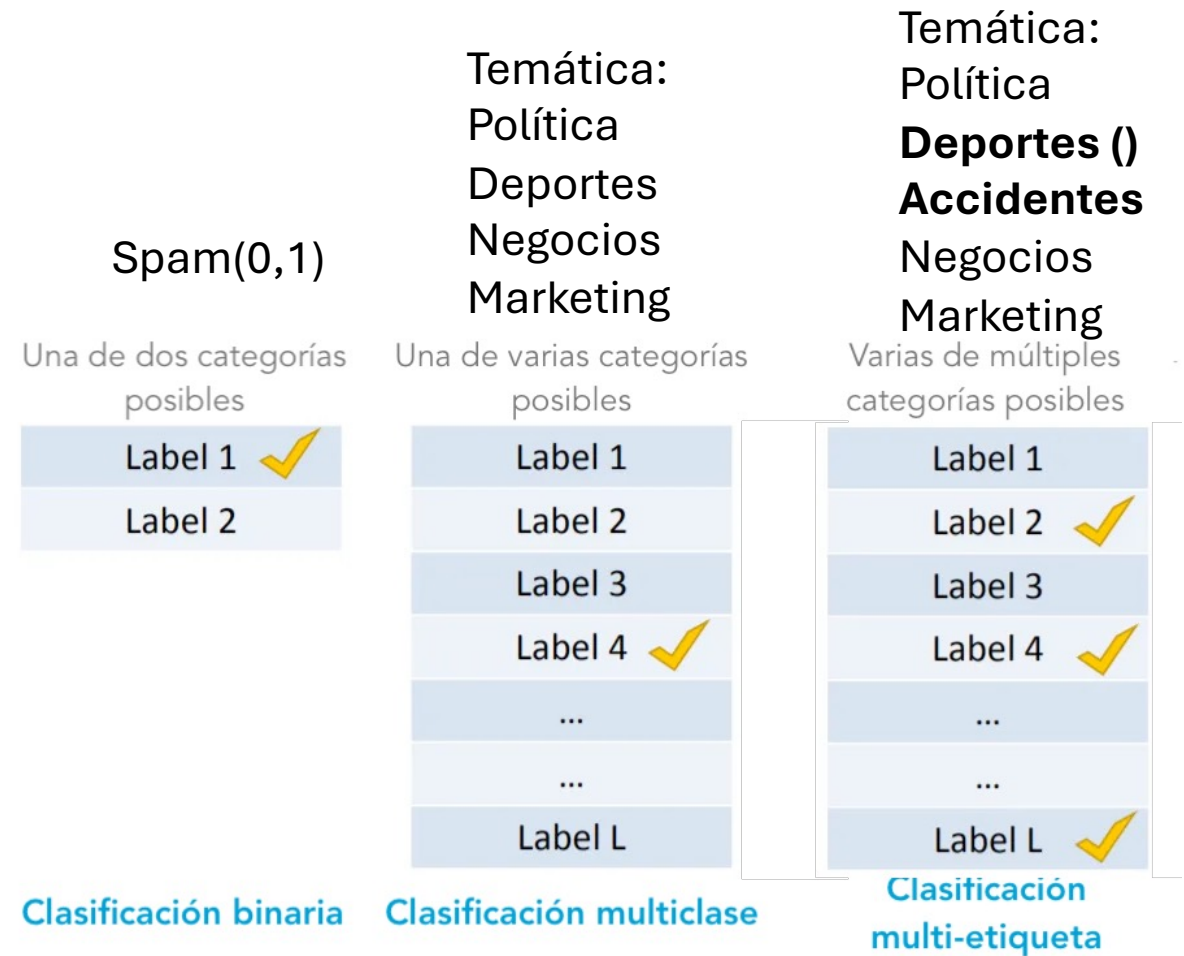 Spam(0,1)
Una de dos categorías
posibles
Label 1
Label 2
Clasificación binaria
Temática:
Política
Deportes
Negocios
Marketing
Una de varias categorías
posibles
Label 1
Label 2
Label 3
Label 4
...
...
Label L
Clasificación multiclase
Temática:
Política
Deportes ()
Accidentes
Negocios
Marketing
Varias de múltiples
categorías posibles
Label 1
Label 2
Label 3
Label 4
...
...
Label L
Clasificación
multi-etiqueta